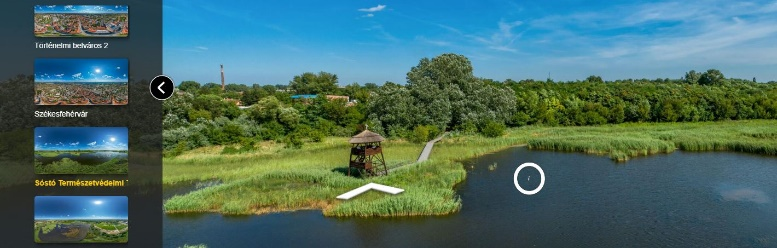 Történelmi belváros 2
Székesfehérvár
Sóstó Természetvédelmi